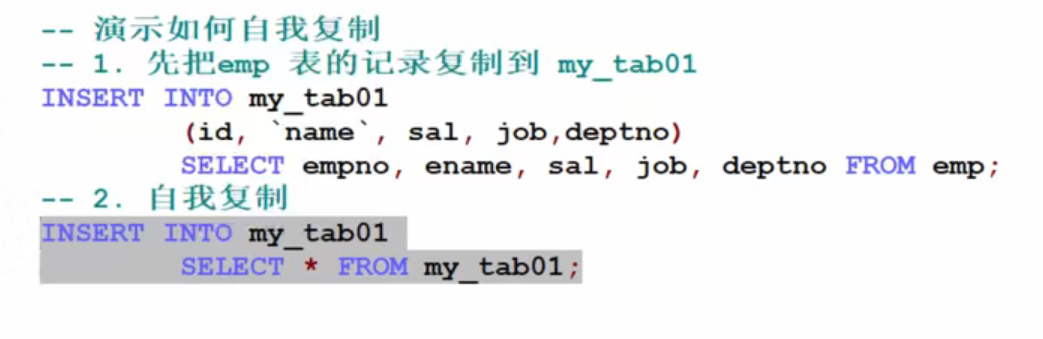 -- 演示如何自我复制
-- 1. 先把emp 表的记录复制到 my_tab01
INSERT INTO my_tab01
(id, `name`, sal, job,deptno)
SELECT empno, ename, sal, job, deptno FROM emp;
-- 2. 自我复制
INSERT INTO my_tab01
SELECT * FROM my_tab01;